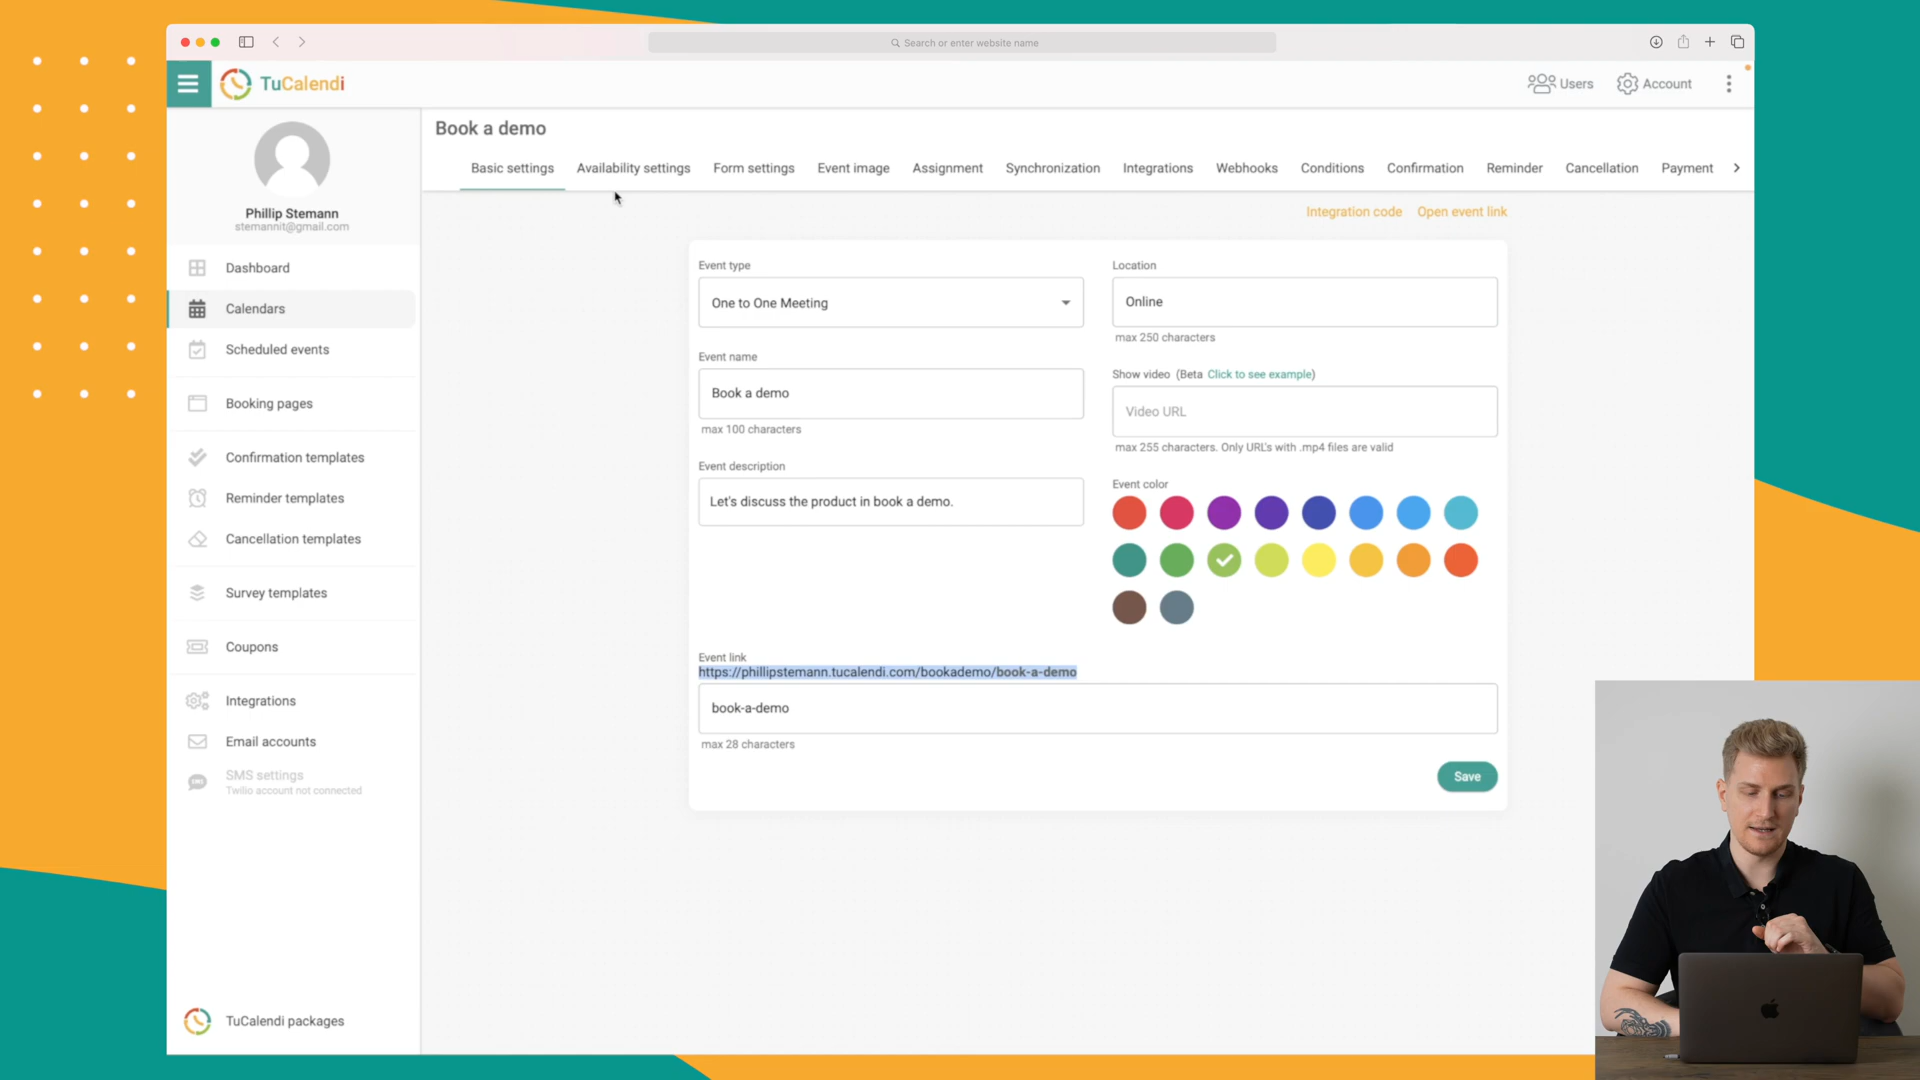 Search or enter website name
TuCalendi
Users
Account
Phillip Stemann
stemannit@gmail.com
Dashboard
Calendars
Scheduled events
Booking pages
Confirmation templates
Reminder templates
Cancellation templates
Survey templates
Coupons
Integrations
Email accounts
SMS settings
Twilio account not connected
TuCalendi packages
Book a demo
Basic settings
Availability settings
Form settings
Event image
Assignment
Synchronization
Integrations
Webhooks
Conditions
Confirmation
Reminder
Cancellation
Payment
Integration code
Open event link
Event type
One to One Meeting
Event name
Book a demo
max 100 characters
Event description
Let's discuss the product in book a demo.
Location
Online
max 250 characters
Show video (Beta Click to see example)
Video URL
max 255 characters. Only URL's with .mp4 files are valid
Event color
Event link
https://phillipstemann.tucalendi.com/bookademo/book-a-demo
book-a-demo
max 28 characters
Save